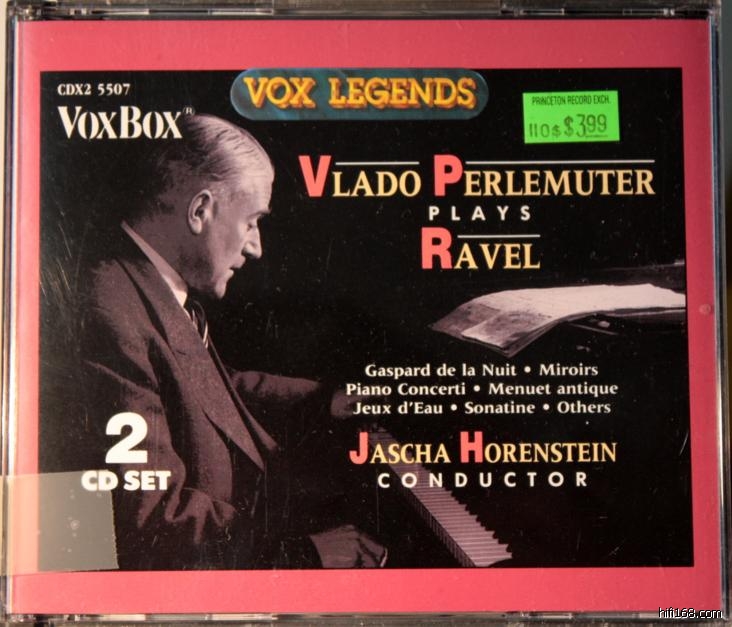 CDX2 5507
VOXBOX®
VOX LEGENDS
PRINCETON RECORD EXCH.
110$ $3.99
VLADO PERLEMUTER
PLAYS
RAVEL
Gaspard de la Nuit • Miroirs
Piano Concerti • Menuet antique
Jeux d'Eau • Sonatine • Others
JASCHA HORENSTEIN
CONDUCTOR
2
CD SET
hifi168.com